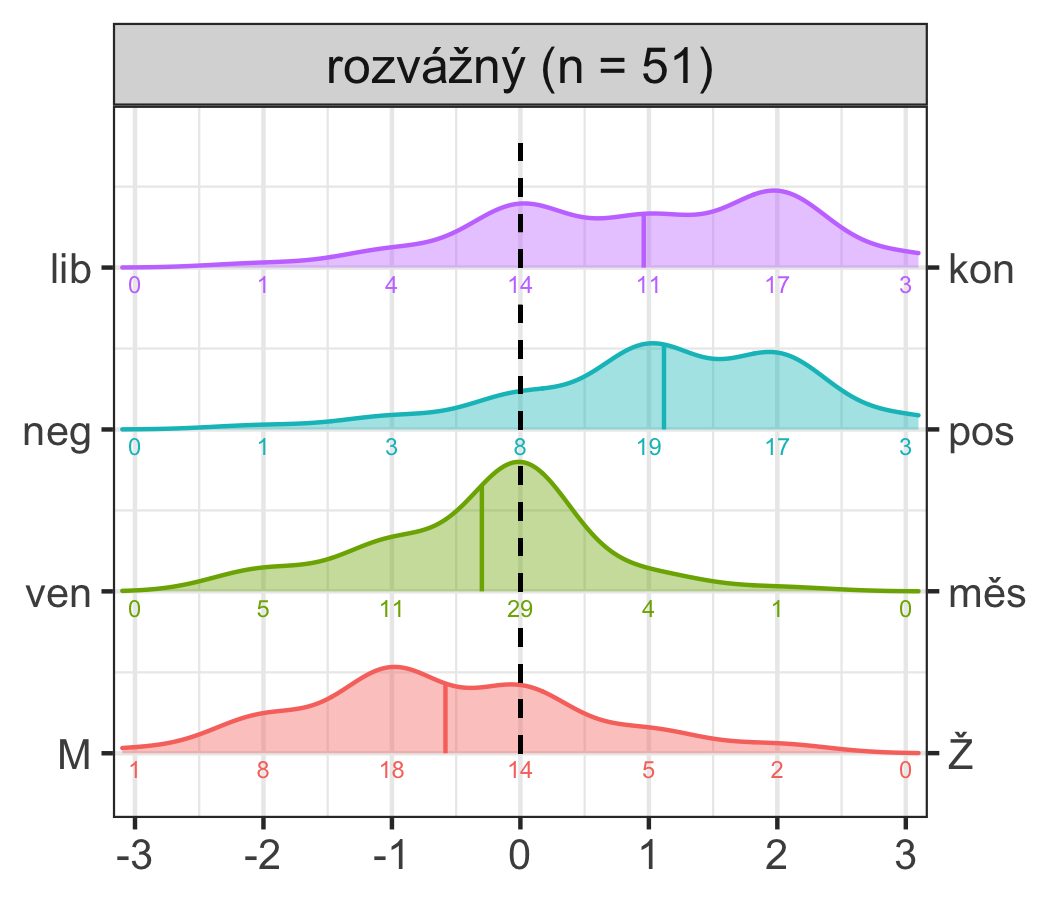 rozvážný (n = 51)
lib kon
0 1 4 14 11 17 3
neg pos
0 1 3 8 19 17 3
ven měs
0 5 11 29 4 1 0
M Ž
1 8 18 14 5 2 0
-3 -2 -1 0 1 2 3